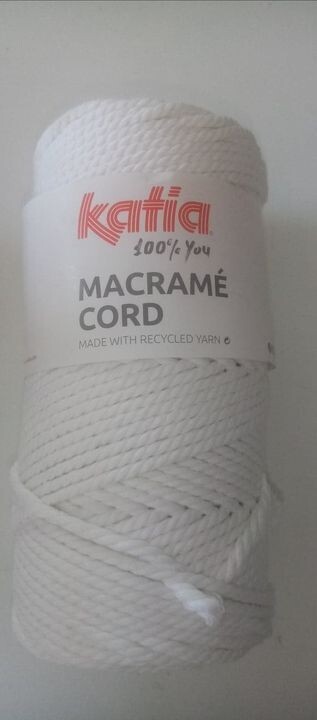 katia
100% You
MACRAMÉ
CORD
MADE WITH RECYCLED YARN